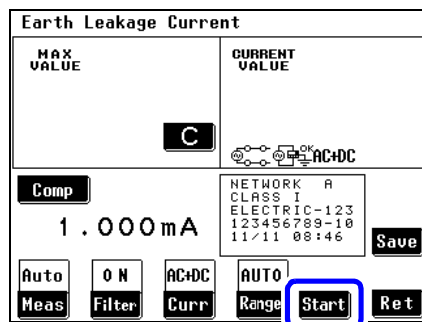 Earth Leakage Current
MAX
VALUE
CURRENT
VALUE
C
OK
AC+DC
Comp
1.000mA
NETWORK A
CLASS I
ELECTRIC-123
123456789-10
11/11 08:46
Save
Auto ON AC+DC AUTO
Meas Filter Curr Range Start Ret